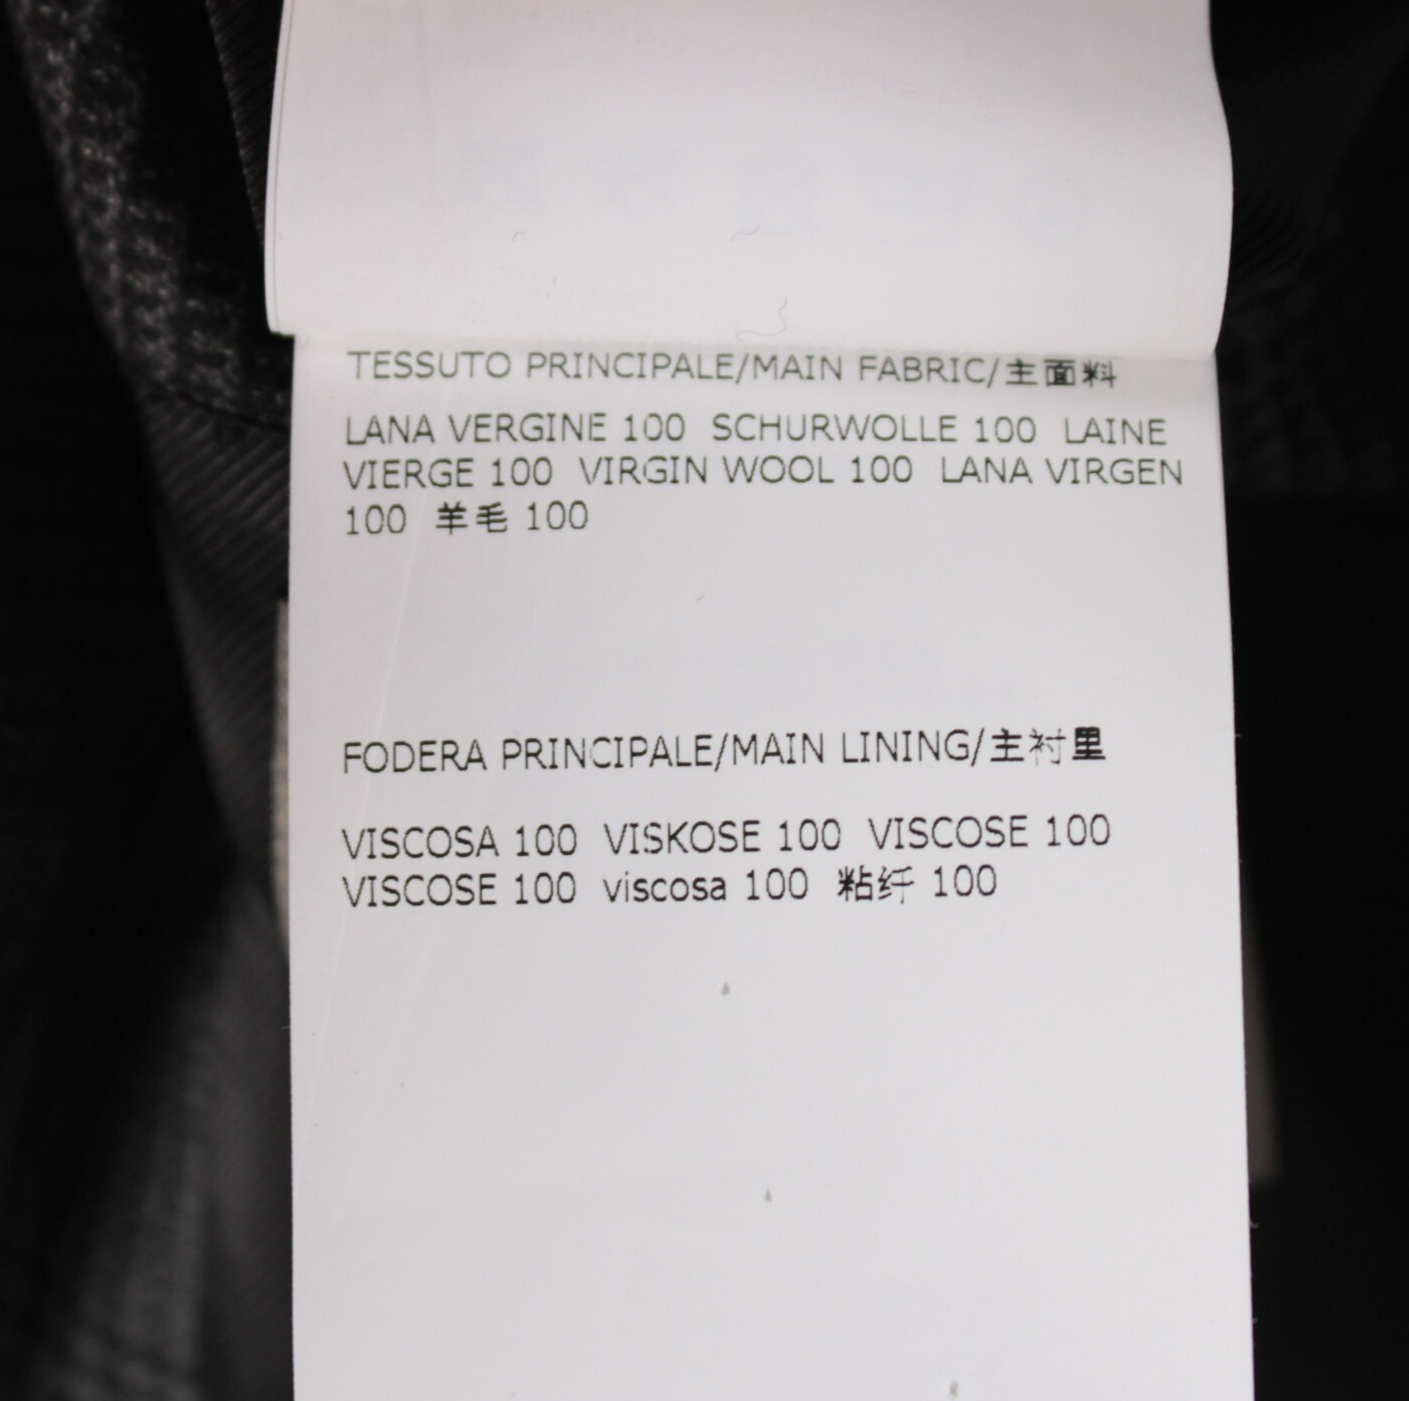 TESSUTO PRINCIPALE/MAIN FABRIC/主面料
LANA VERGINE 100 SCHURWOLLE 100 LAINE
VIERGE 100 VIRGIN WOOL 100 LANA VIRGEN
100 羊毛 100
FODERA PRINCIPALE/MAIN LINING/主衬里
VISCOSA 100 VISKOSE 100 VISCOSE 100
VISCOSE 100 viscosa 100 粘纤 100